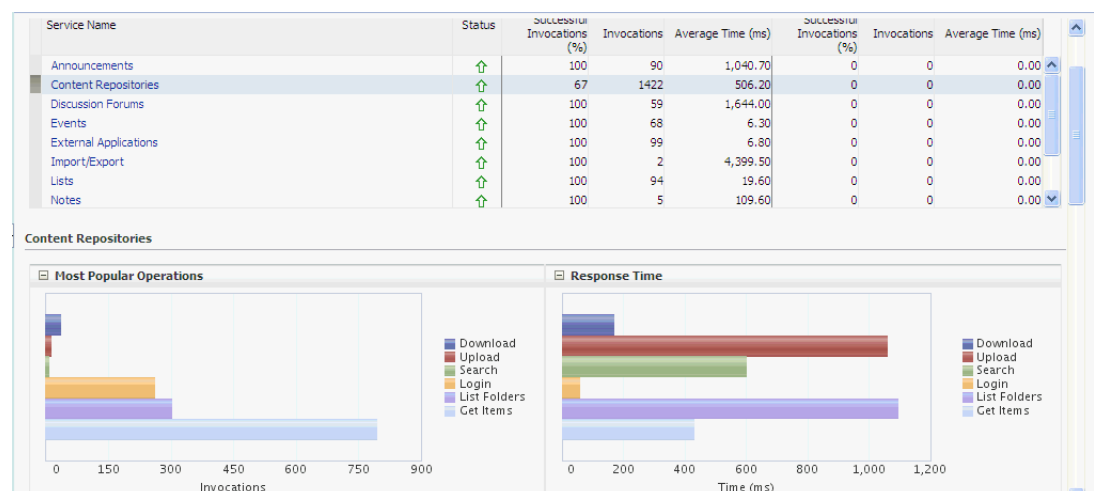 Service Name Status Successful Invocations (%) Invocations Average Time (ms) Successful Invocations (%) Invocations Average Time (ms)
Announcements 100 90 1,040.70 0 0 0.00
Content Repositories 67 1422 506.20 0 0 0.00
Discussion Forums 100 59 1,644.00 0 0 0.00
Events 100 68 6.30 0 0 0.00
External Applications 100 99 6.80 0 0 0.00
Import/Export 100 2 4,399.50 0 0 0.00
Lists 100 94 19.60 0 0 0.00
Notes 100 5 109.60 0 0 0.00
Content Repositories
Most Popular Operations
Download
Upload
Search
Login
List Folders
Get Items
0 150 300 450 600 750 900
Invocations
Response Time
Download
Upload
Search
Login
List Folders
Get Items
0 200 400 600 800 1,000 1,200
Time (ms)